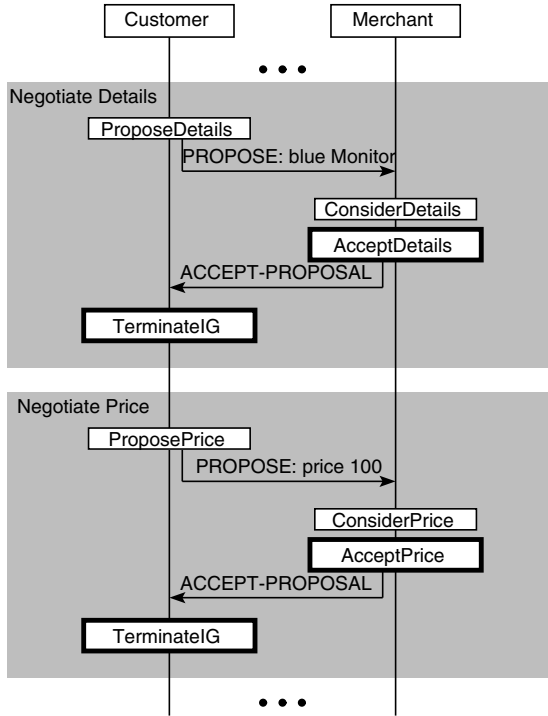 Customer
Merchant
• • •
Negotiate Details
ProposeDetails
PROPOSE: blue Monitor
ConsiderDetails
AcceptDetails
ACCEPT-PROPOSAL
TerminateIG
Negotiate Price
ProposePrice
PROPOSE: price 100
ConsiderPrice
AcceptPrice
ACCEPT-PROPOSAL
TerminateIG
• • •